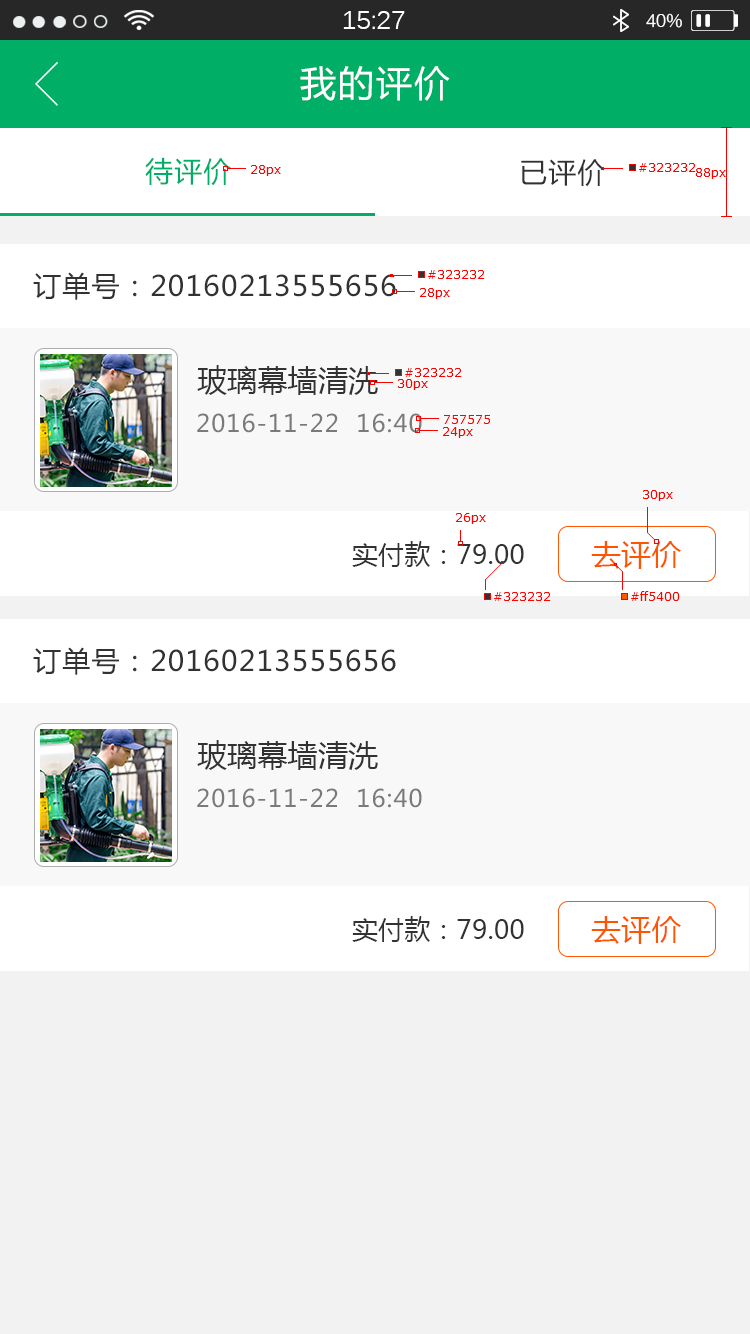 15:27
40%
我的评价
待评价
28px
已评价
#323232
88px
订单号：20160213555656
#323232
28px
玻璃幕墙清洗
#323232
30px
2016-11-22 16:40
757575
24px
30px
26px
实付款：79.00
去评价
#323232
#ff5400
订单号：20160213555656
玻璃幕墙清洗
2016-11-22 16:40
实付款：79.00
去评价